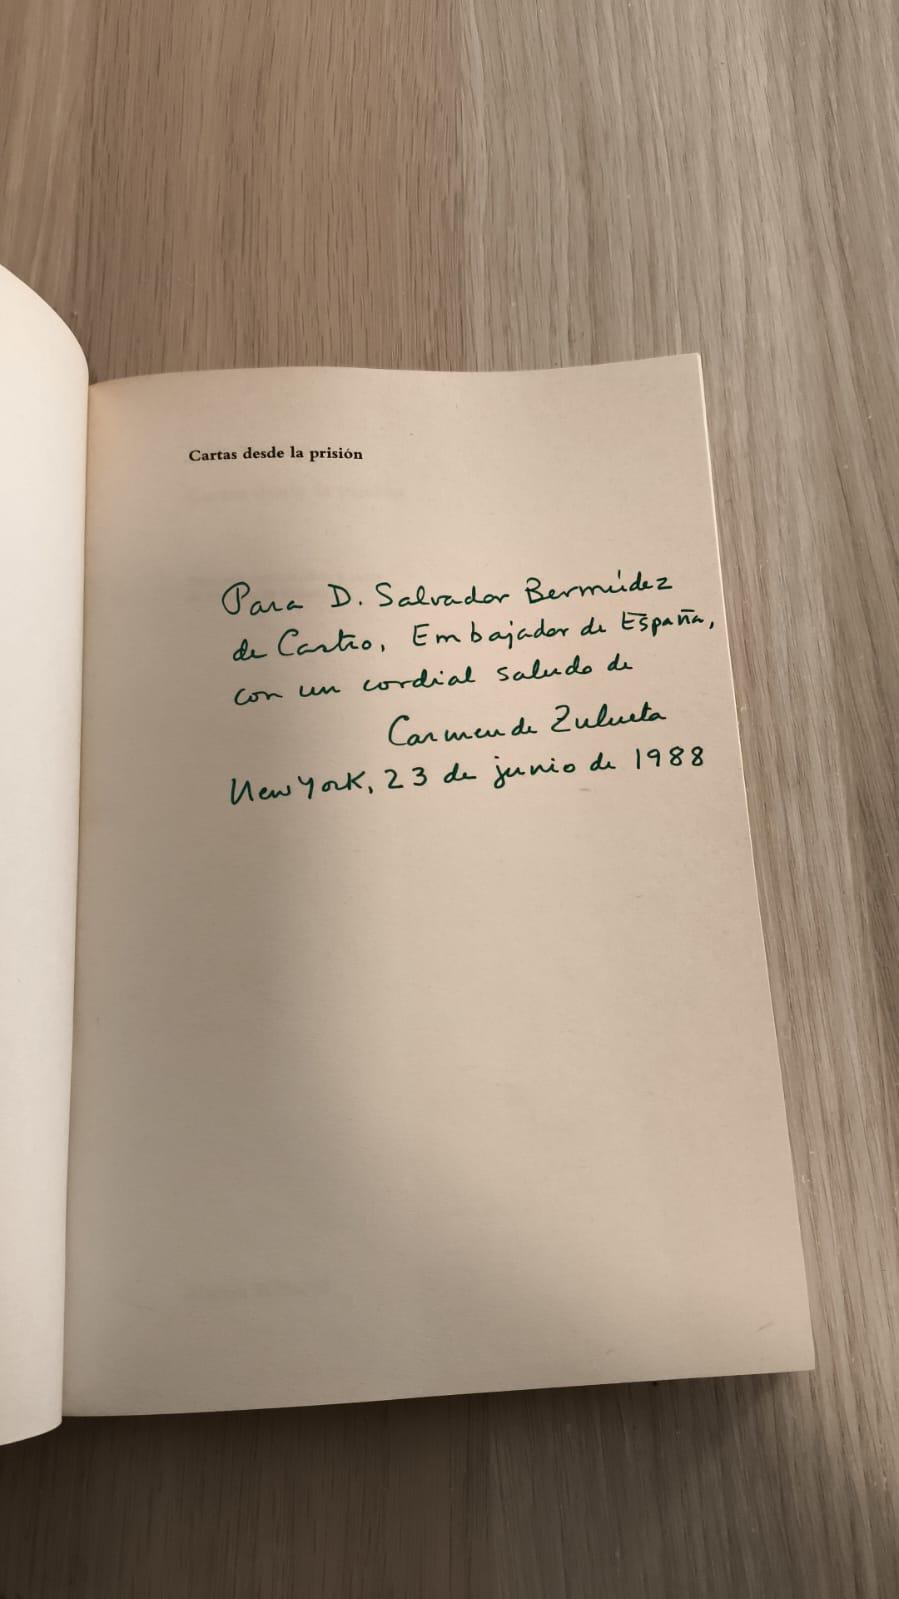 Cartas desde la prisión
Para D. Salvador Bermúdez
de Castro, Embajador de España,
con un cordial saludo de
Carmen de Zulueta
New York, 23 de junio de 1988